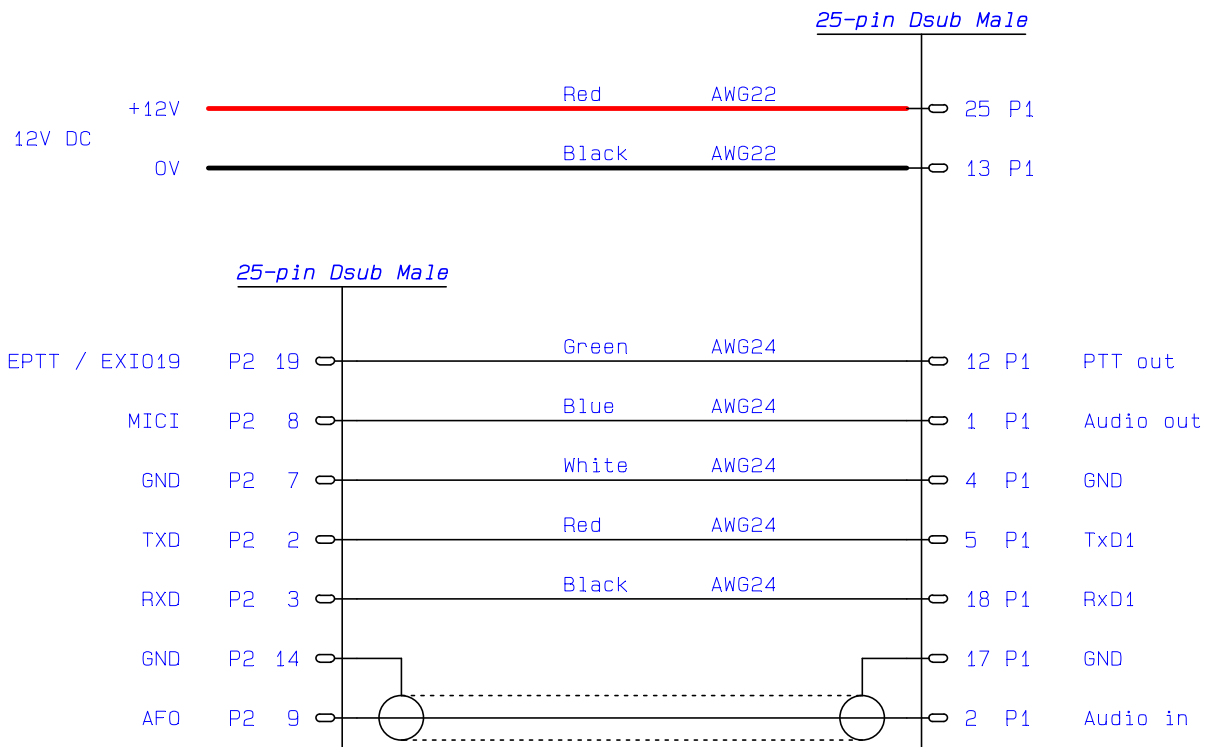 25-pin Dsub Male
Red AWG22
+12V 25 P1
12V DC
Black AWG22
0V 13 P1
25-pin Dsub Male
Green AWG24
EPTT / EXIO19 P2 19 12 P1 PTT out
Blue AWG24
MICI P2 8 1 P1 Audio out
White AWG24
GND P2 7 4 P1 GND
Red AWG24
TXD P2 2 5 P1 TxD1
Black AWG24
RXD P2 3 18 P1 RxD1
GND P2 14 17 P1 GND
AFO P2 9 2 P1 Audio in